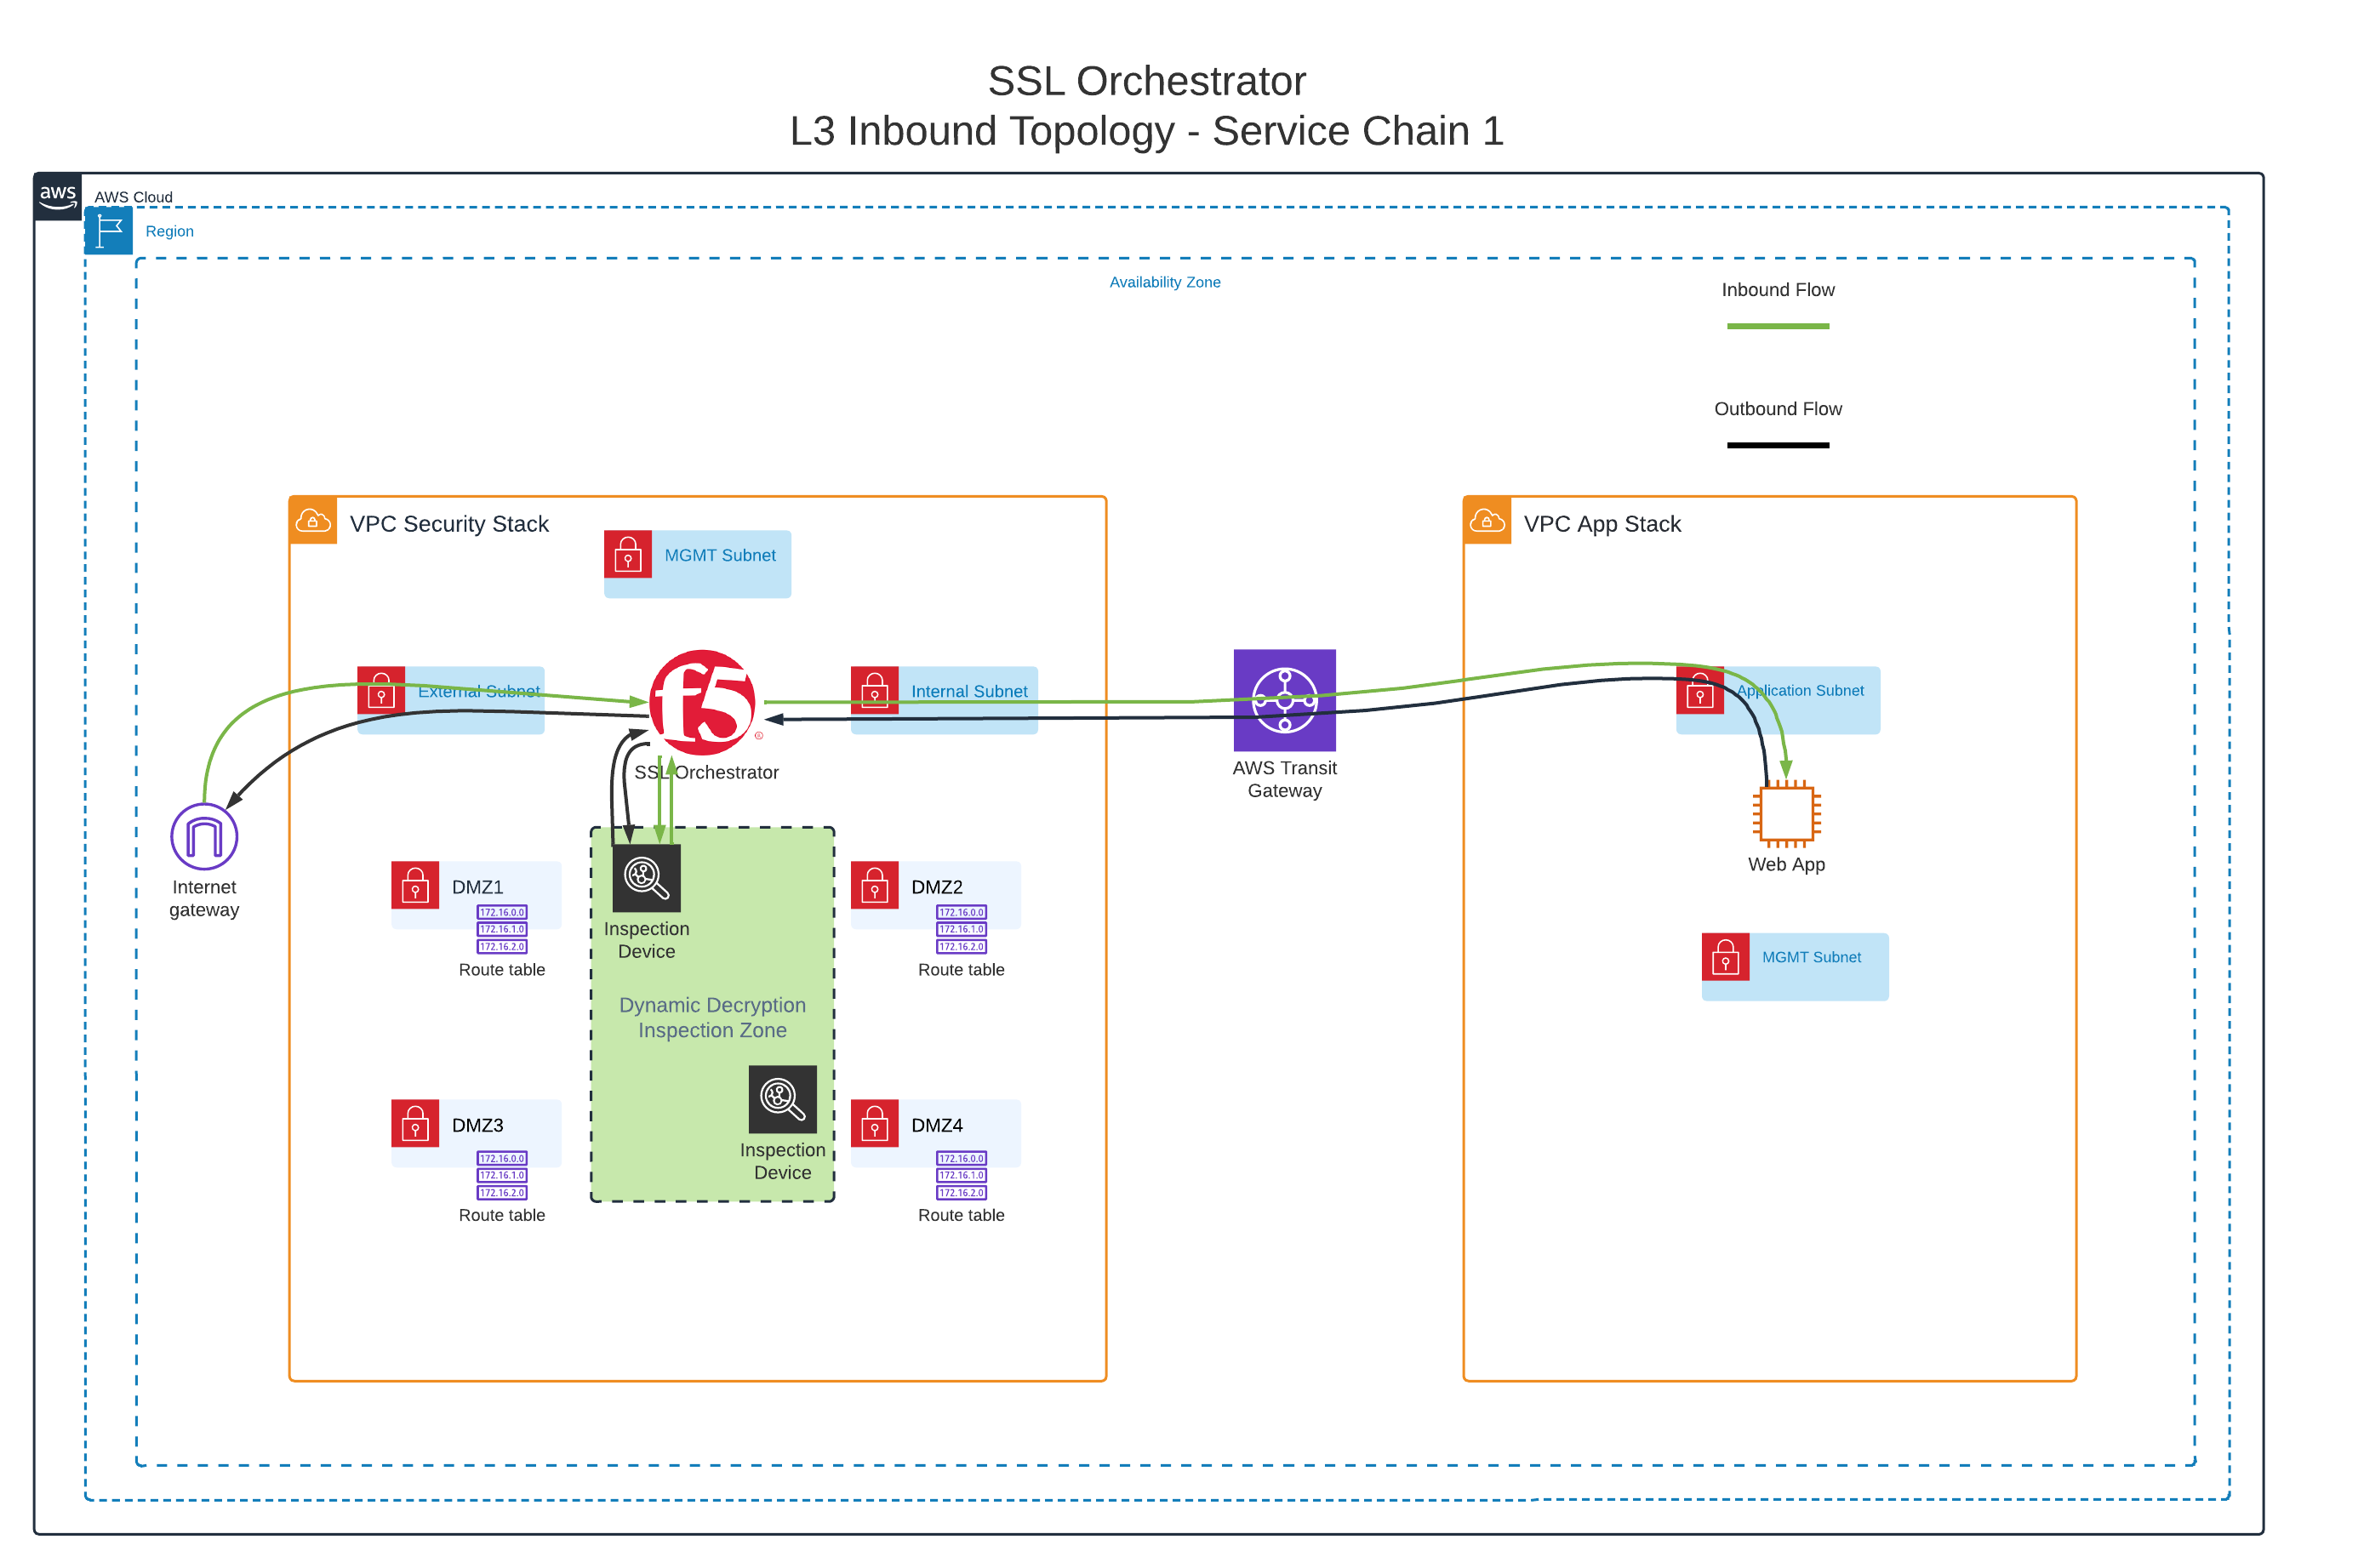 SSL Orchestrator
L3 Inbound Topology - Service Chain 1
aws
AWS Cloud
Region
Availability Zone
Inbound Flow
Outbound Flow
VPC Security Stack
MGMT Subnet
External Subnet
f5
®
SSL Orchestrator
Internal Subnet
AWS Transit
Gateway
VPC App Stack
Application Subnet
Web App
MGMT Subnet
Internet
gateway
DMZ1
172.16.0.0
172.16.1.0
172.16.2.0
Route table
Inspection
Device
DMZ2
172.16.0.0
172.16.1.0
172.16.2.0
Route table
Dynamic Decryption
Inspection Zone
DMZ3
172.16.0.0
172.16.1.0
172.16.2.0
Route table
Inspection
Device
DMZ4
172.16.0.0
172.16.1.0
172.16.2.0
Route table